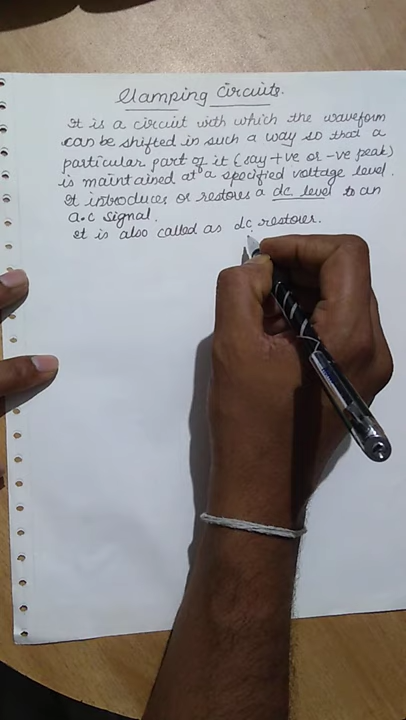 Clamping Circuits.
It is a circuit with which the waveform
can be shifted in such a way so that a
particular part of it (say +ve or -ve peak)
is maintained at a specified voltage level.
It introduces or restores a dc level to an
a.c signal.
It is also called as dc restorer.